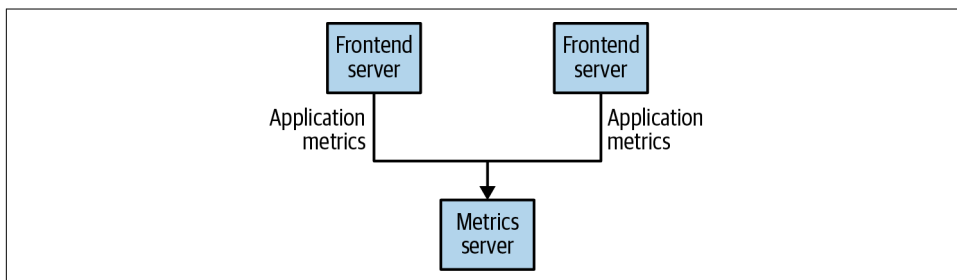 Frontend
server
Frontend
server
Application
metrics
Application
metrics
Metrics
server